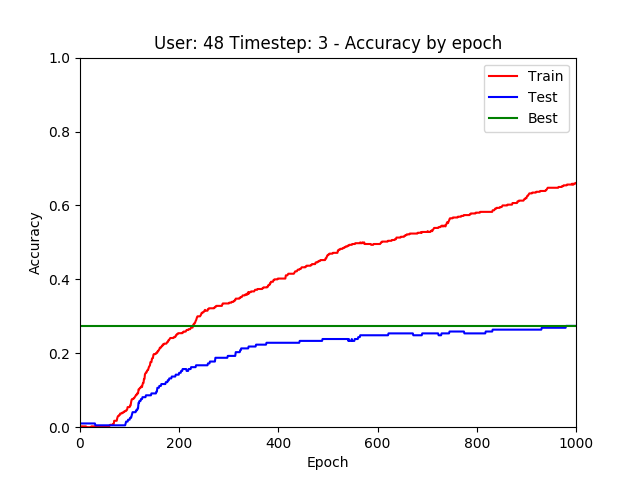 User: 48 Timestep: 3 - Accuracy by epoch
Train
Test
Best
Accuracy
1.0
0.8
0.6
0.4
0.2
0.0
0 200 400 600 800 1000
Epoch